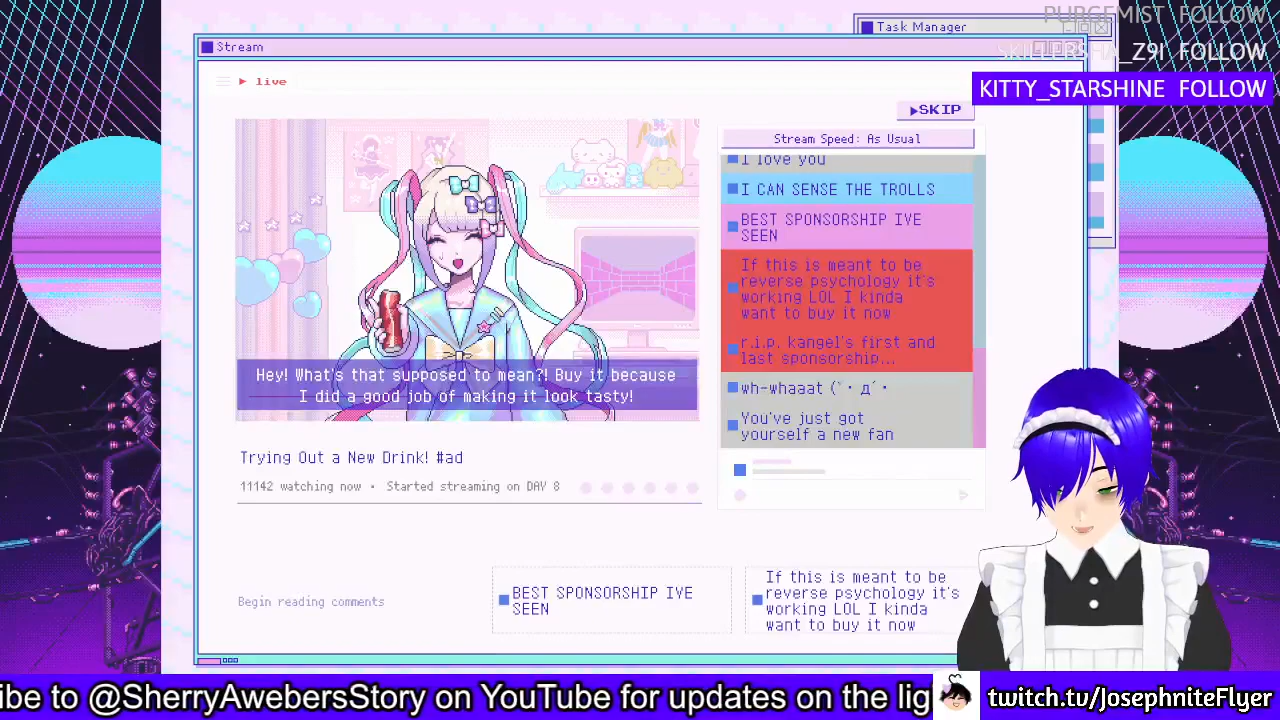 PURGEMIST FOLLOW
Task Manager
Stream
SKILLERSHA_Z9I FOLLOW
live
KITTY_STARSHINE FOLLOW
▶SKIP
Stream Speed: As Usual
I love you
I CAN SENSE THE TROLLS
BEST SPONSORSHIP IVE
SEEN
If this is meant to be
reverse psychology it's
working LOL I kinda
want to buy it now
r.i.p. kangel's first and
last sponsorship...
wh-whaaat (`・д´・
You've just got
yourself a new fan
Hey! What's that supposed to mean?! Buy it because
I did a good job of making it look tasty!
Trying Out a New Drink! #ad
11142 watching now · Started streaming on DAY 8
Begin reading comments
BEST SPONSORSHIP IVE
SEEN
If this is meant to be
reverse psychology it's
working LOL I kinda
want to buy it now
ibe to @SherryAwebersStory on YouTube for updates on the lig
twitch.tv/JosephniteFlyer